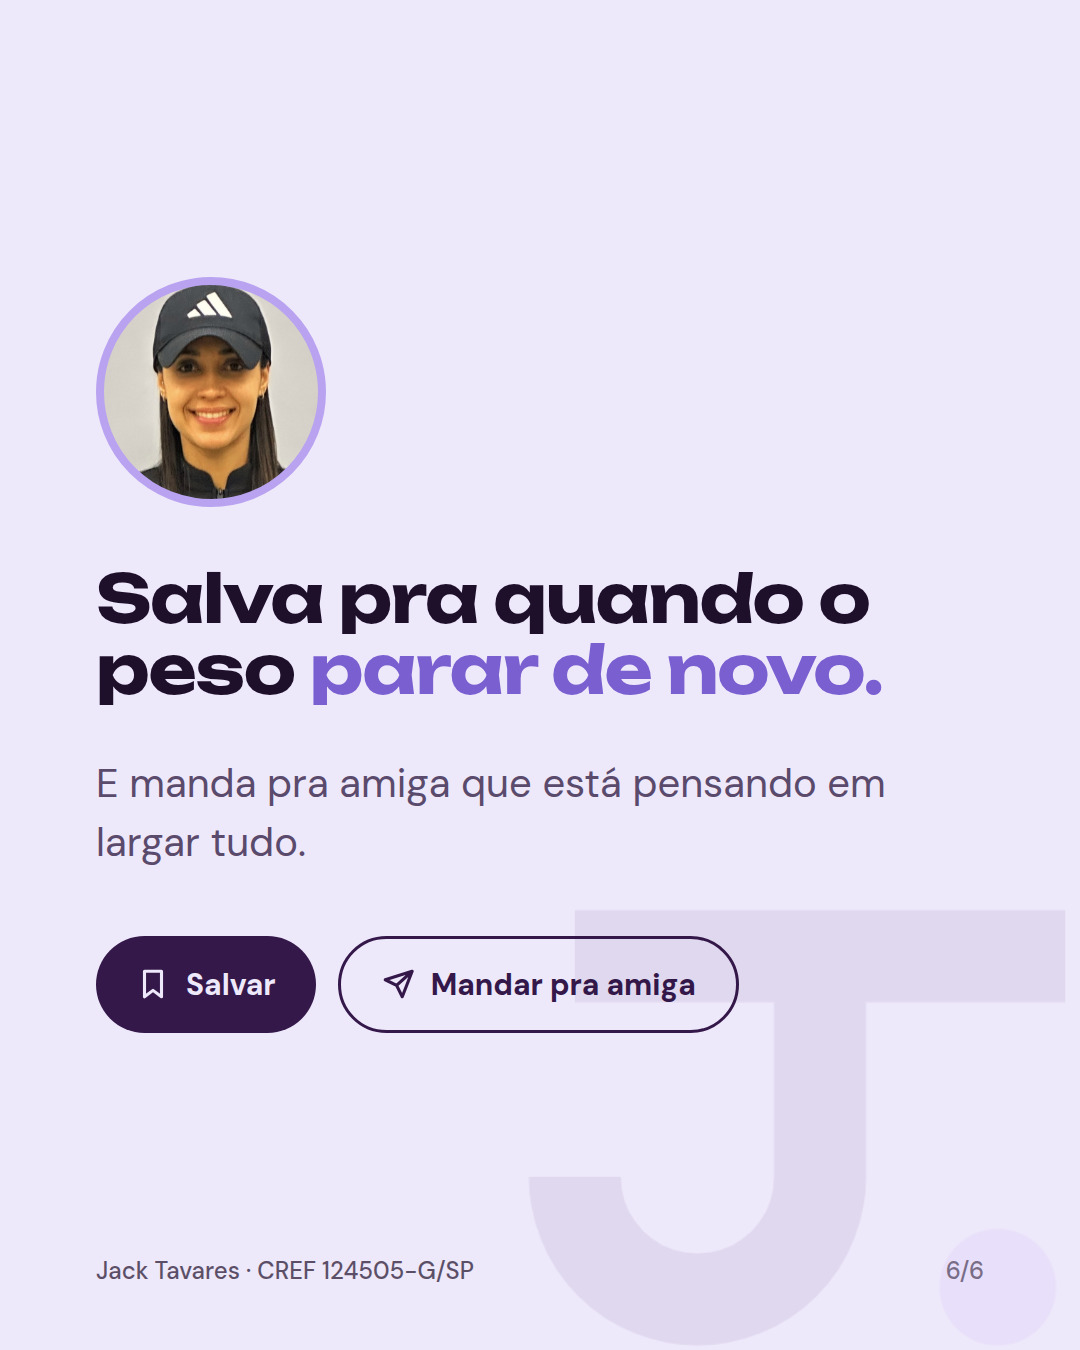 Salva pra quando o
peso parar de novo.
E manda pra amiga que está pensando em
largar tudo.
Salvar
Mandar pra amiga
J.
Jack Tavares · CREF 124505-G/SP
6/6